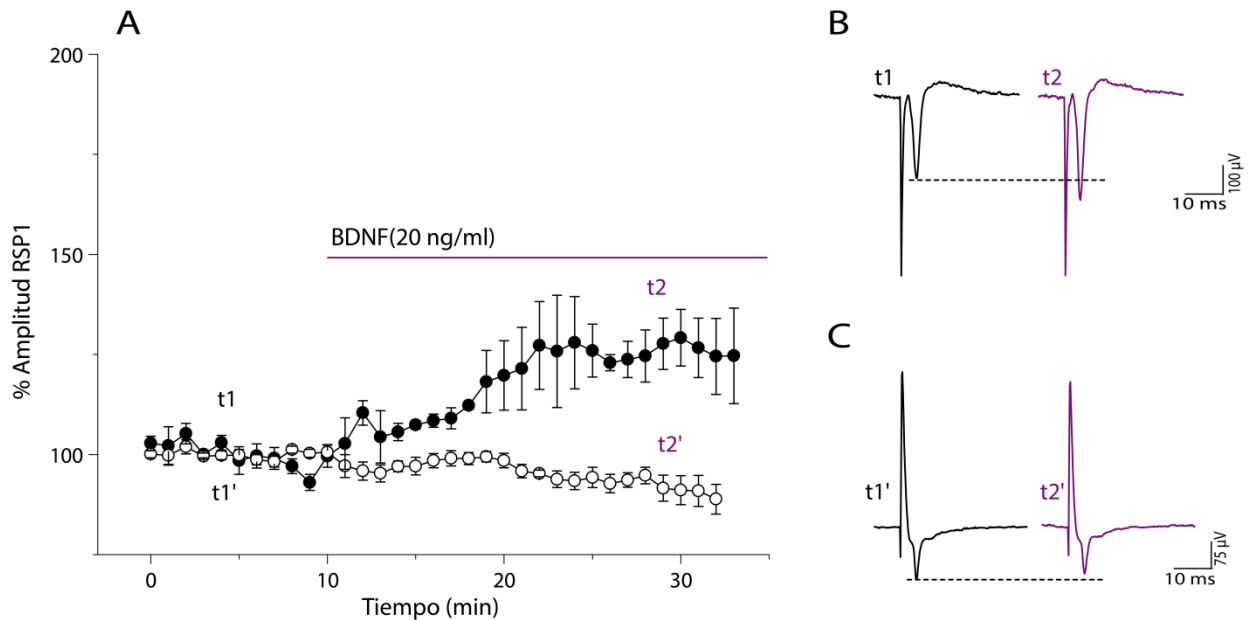 A
200
150
100
% Amplitud RSP1
BDNF(20 ng/ml)
t2
t1
t2'
t1'
0
10
20
30
Tiempo (min)
B
t1
t2
100 µV
10 ms
C
t1'
t2'
75 µV
10 ms